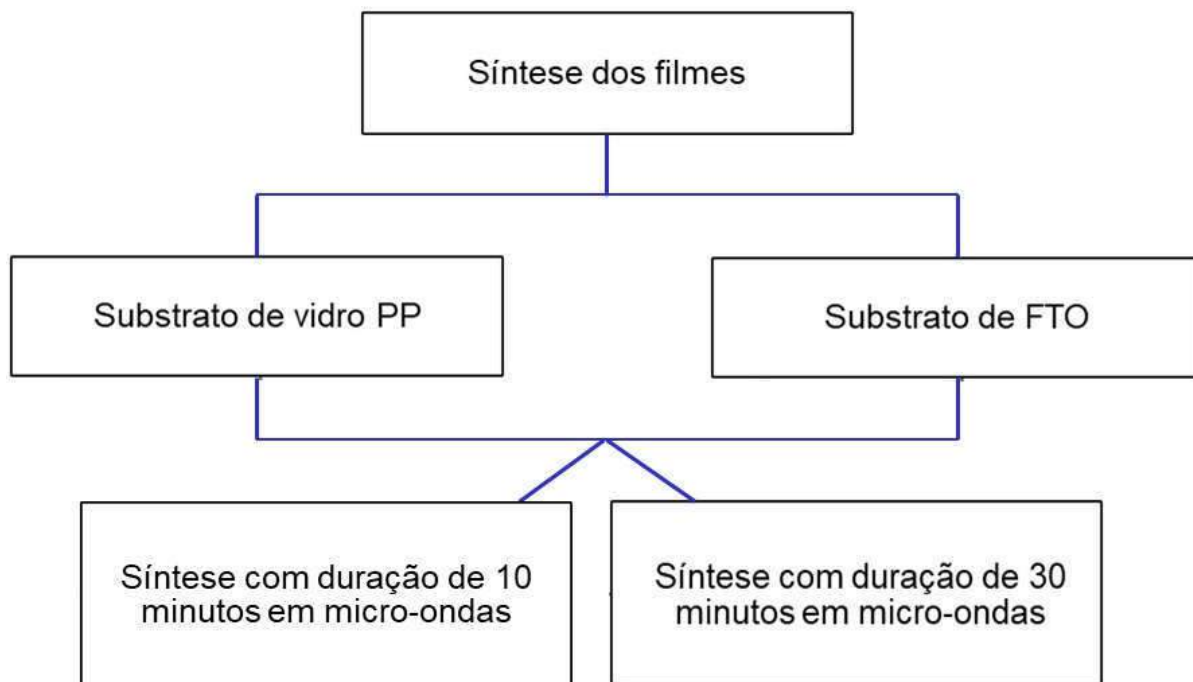 Síntese dos filmes
Substrato de vidro PP
Substrato de FTO
Síntese com duração de 10
minutos em micro-ondas
Síntese com duração de 30
minutos em micro-ondas